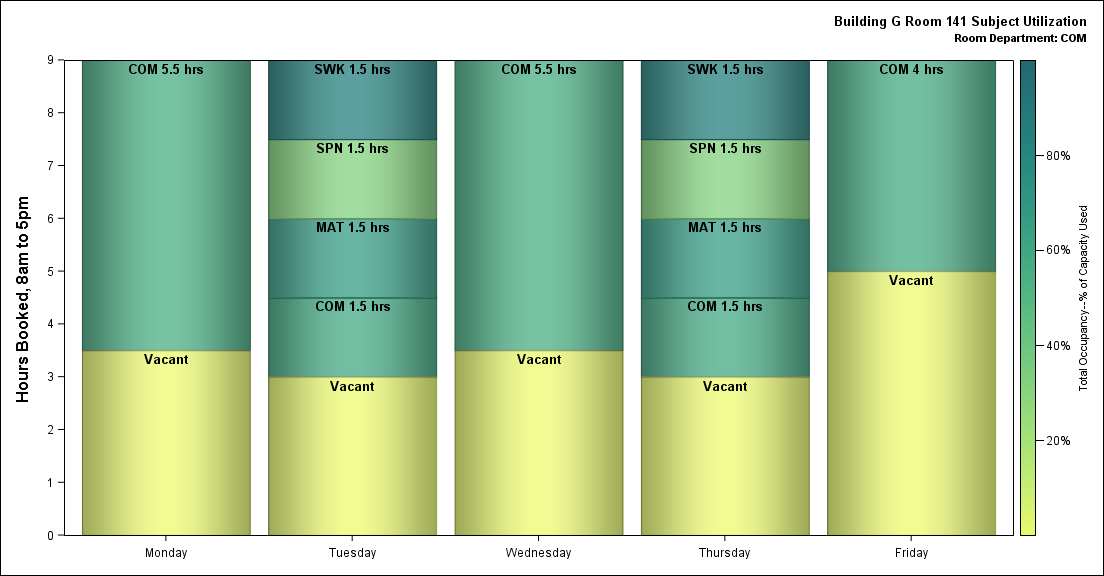 Building G Room 141 Subject Utilization
Room Department: COM
Hours Booked, 8am to 5pm
9
8
7
6
5
4
3
2
1
0
COM 5.5 hrs
Vacant
SWK 1.5 hrs
SPN 1.5 hrs
MAT 1.5 hrs
COM 1.5 hrs
Vacant
COM 5.5 hrs
Vacant
SWK 1.5 hrs
SPN 1.5 hrs
MAT 1.5 hrs
COM 1.5 hrs
Vacant
COM 4 hrs
Vacant
Monday
Tuesday
Wednesday
Thursday
Friday
80%
60%
40%
20%
Total Occupancy--% of Capacity Used